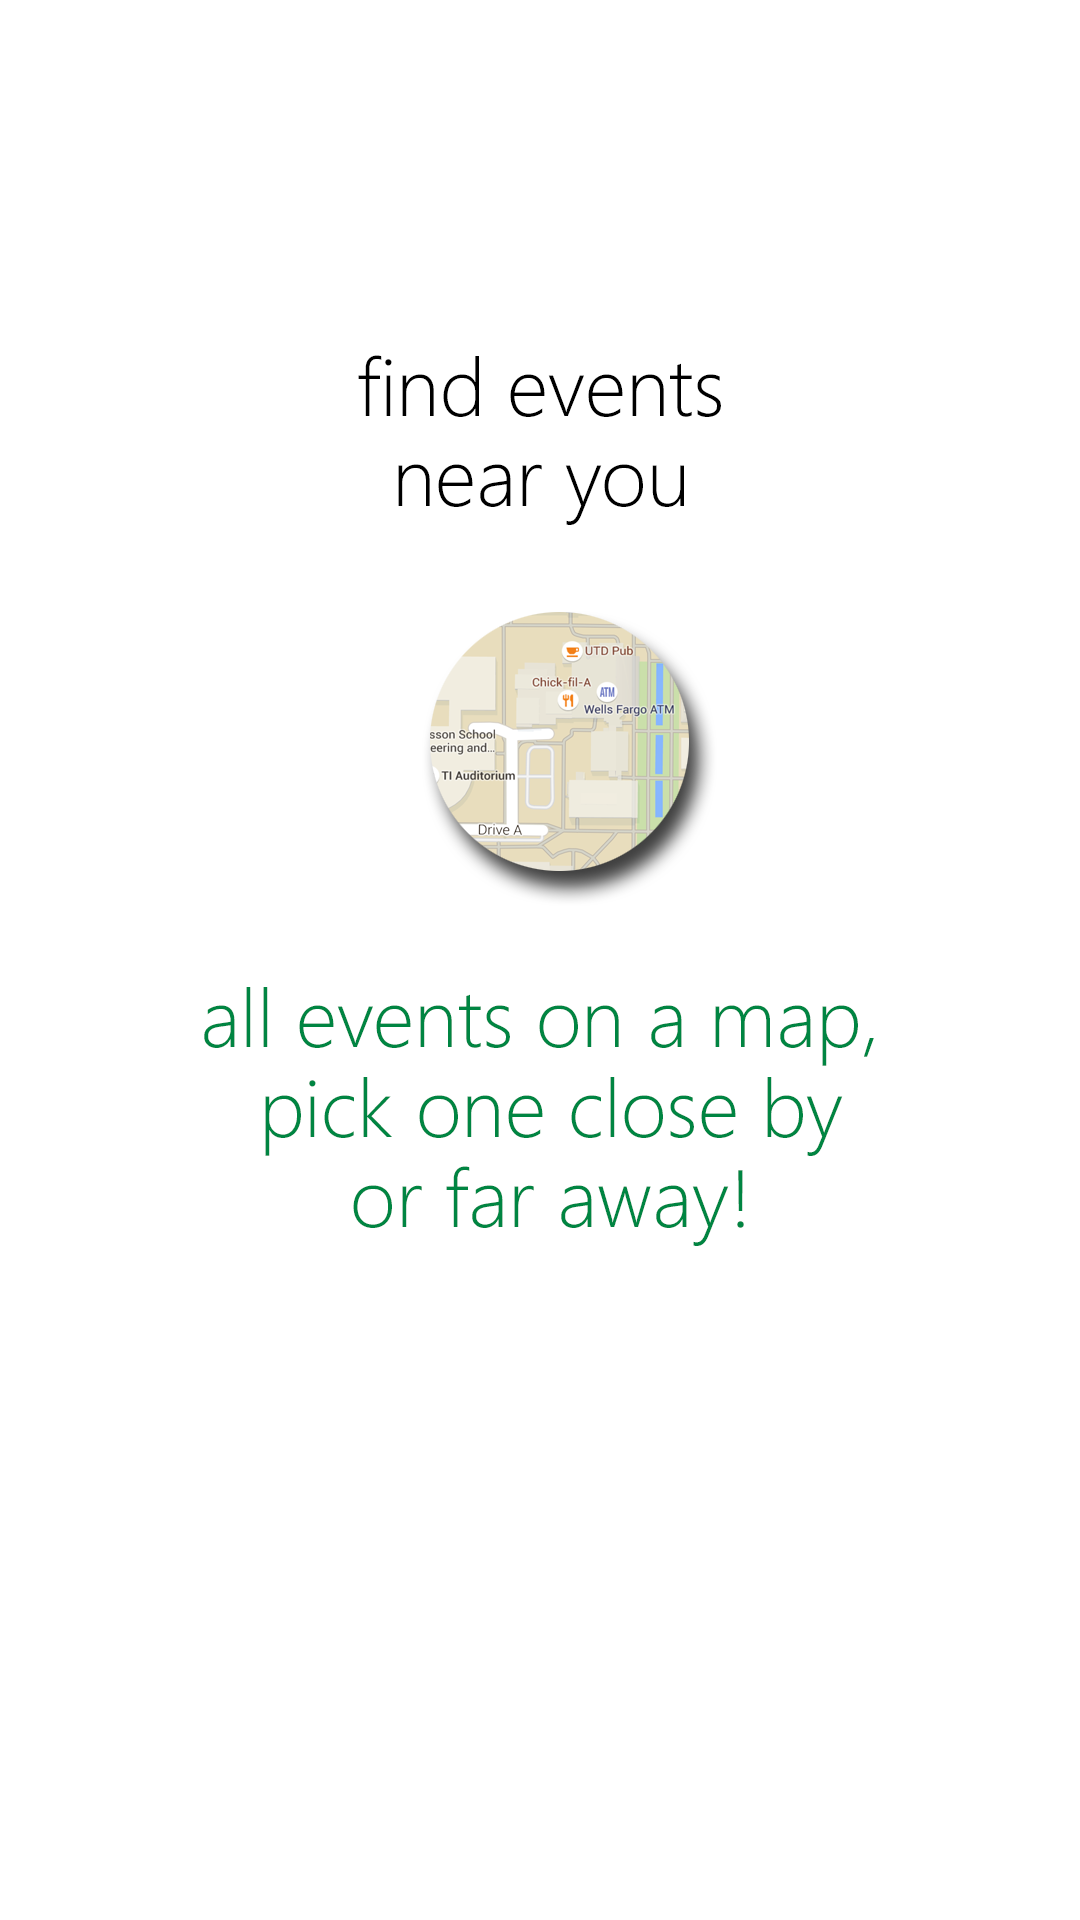 find events
near you
UTD Pub
Chick-fil-A
ATM
Wells Fargo ATM
sson School
eering and...
TI Auditorium
Drive A
all events on a map,
pick one close by
or far away!